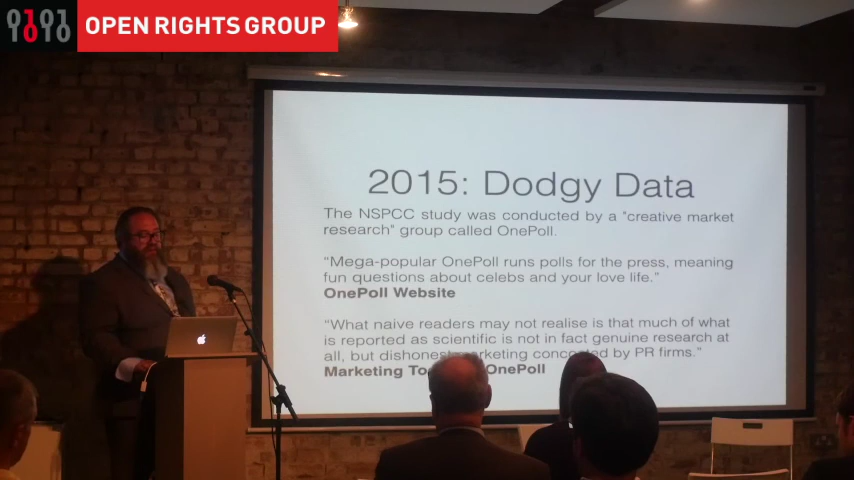 0101
1010
OPEN RIGHTS GROUP
2015: Dodgy Data
The NSPCC study was conducted by a "creative market
research" group called OnePoll.
“Mega-popular OnePoll runs polls for the press, meaning
fun questions about celebs and your love life.”
OnePoll Website
“What naive readers may not realise is that much of what
is reported as scientific is not in fact genuine research at
all, but dishonest marketing concocted by PR firms.”
Marketing OnePoll